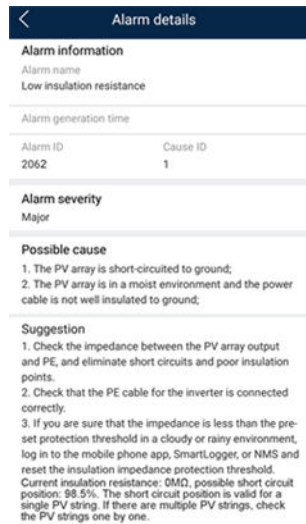 Alarm details
Alarm information
Alarm name
Low insulation resistance
Alarm generation time
Alarm ID
Cause ID
2062
1
Alarm severity
Major
Possible cause
1. The PV array is short-circuited to ground;
2. The PV array is in a moist environment and the power
cable is not well insulated to ground;
Suggestion
1. Check the impedance between the PV array output
and PE, and eliminate short circuits and poor insulation
points.
2. Check that the PE cable for the inverter is connected
correctly.
3. If you are sure that the impedance is less than the pre-
set protection threshold in a cloudy or rainy environment,
log in to the mobile phone app, SmartLogger, or NMS and
reset the insulation impedance protection threshold.
Current insulation resistance: 0MΩ, possible short circuit
position: 98.5%. The short circuit position is valid for a
single PV string. If there are multiple PV strings, check
the PV strings one by one.